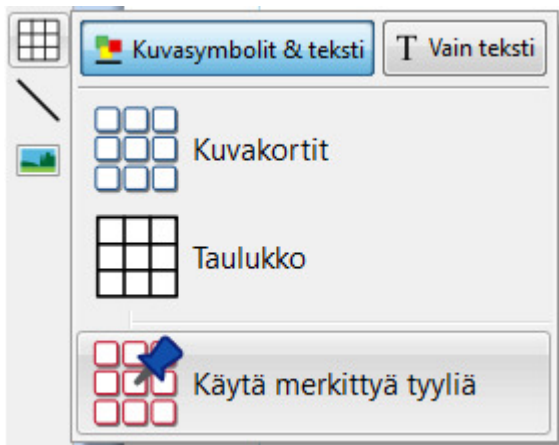 Kuvasymbolit & teksti
T Vain teksti
Kuvakortit
Taulukko
Käytä merkittyä tyyliä